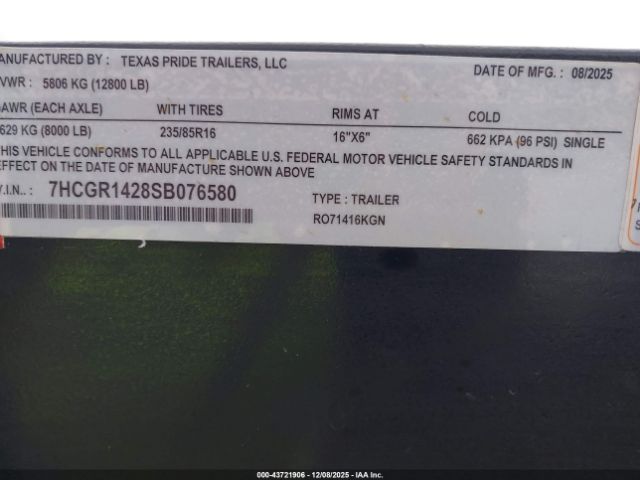 ANUFACTURED BY : TEXAS PRIDE TRAILERS, LLC
DATE OF MFG. : 08/2025
VWR : 5806 KG (12800 LB)
GAWR (EACH AXLE) WITH TIRES RIMS AT COLD
629 KG (8000 LB) 235/85R16 16"X6" 662 KPA (96 PSI) SINGLE
HIS VEHICLE CONFORMS TO ALL APPLICABLE U.S. FEDERAL MOTOR VEHICLE SAFETY STANDARDS IN
EFFECT ON THE DATE OF MANUFACTURE SHOWN ABOVE
V.I.N.. : 7HCGR1428SB076580
TYPE : TRAILER
RO71416KGN
000-43721906 - 12/08/2025 - IAA Inc.